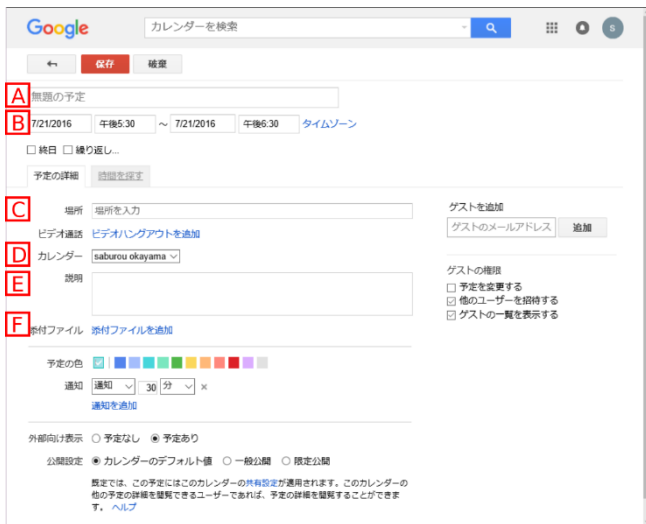 Google カレンダーを検索 s
保存 破棄
A 無題の予定
B 7/21/2016 午後5:30 ～ 7/21/2016 午後6:30 タイムゾーン
終日 繰り返し...
予定の詳細 時間を探す
C 場所 場所を入力
ビデオ通話 ビデオハングアウトを追加
D カレンダー saburou okayama
E 説明
F 添付ファイル 添付ファイルを追加
予定の色
通知 通知 30 分 ×
通知を追加
外部向け表示 予定なし 予定あり
公開設定 カレンダーのデフォルト値 一般公開 限定公開
既定では、この予定にはこのカレンダーの共有設定が適用されます。このカレンダーの
他の予定の詳細を閲覧できるユーザーであれば、予定の詳細を閲覧することができま
す。 ヘルプ
ゲストを追加
ゲストのメールアドレス 追加
ゲストの権限
予定を変更する
他のユーザーを招待する
ゲストの一覧を表示する